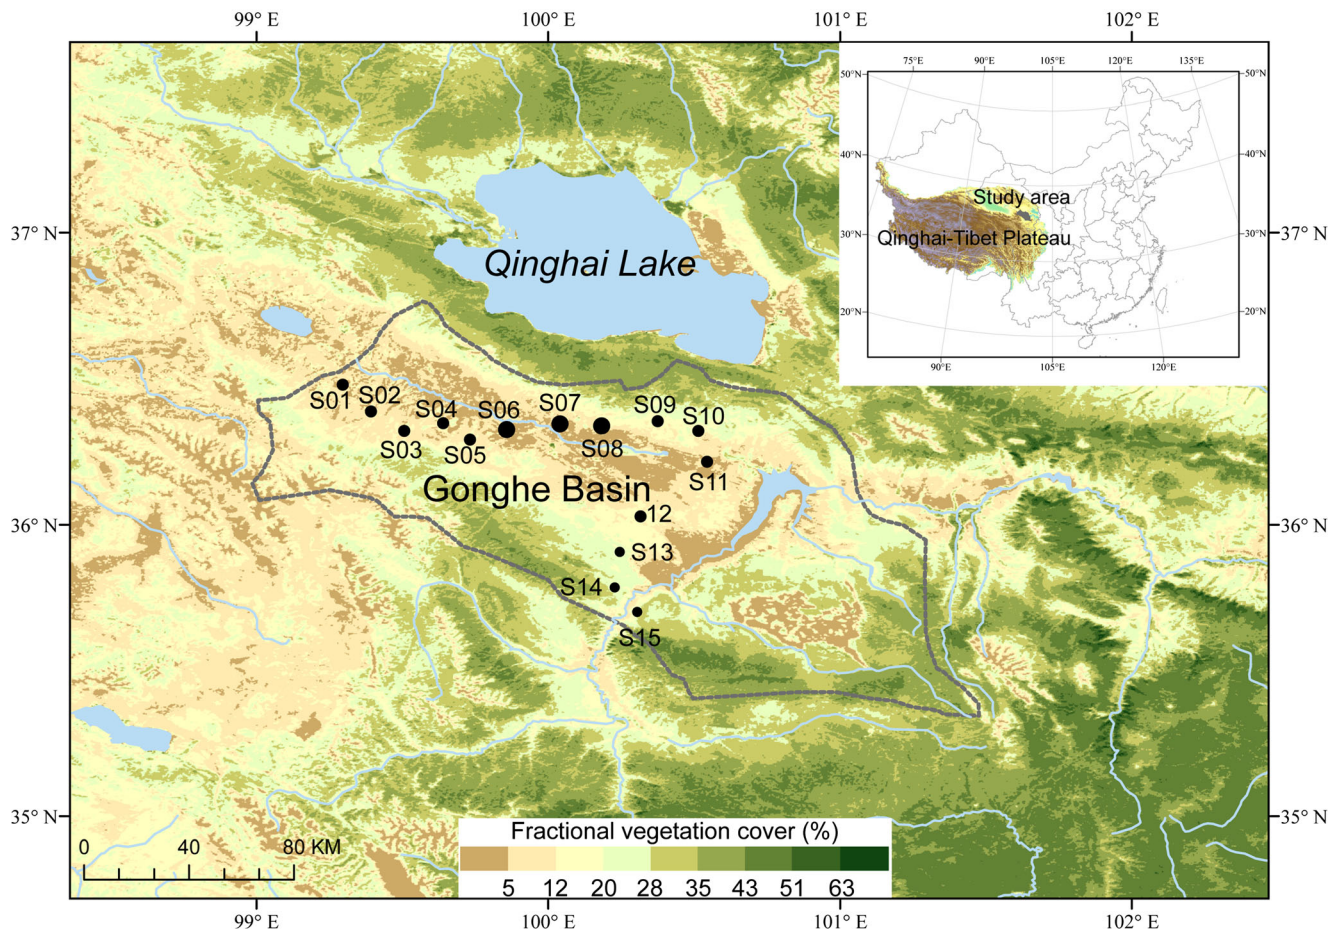 99° E 100° E 101° E 102° E
75°E 90°E 105°E 120°E 135°E
50°N 50°N
40°N 40°N
Study area
30°N 30°N
Qinghai-Tibet Plateau
20°N 20°N
90°E 105°E 120°E
37° N 37° N
Qinghai Lake
S01 S02 S04 S06 S07 S09 S10
S03 S05 S08 S11
Gonghe Basin
12
36° N 36° N
S13
S14
S15
35° N 35° N
0 40 80 KM
Fractional vegetation cover (%)
5 12 20 28 35 43 51 63
99° E 100° E 101° E 102° E